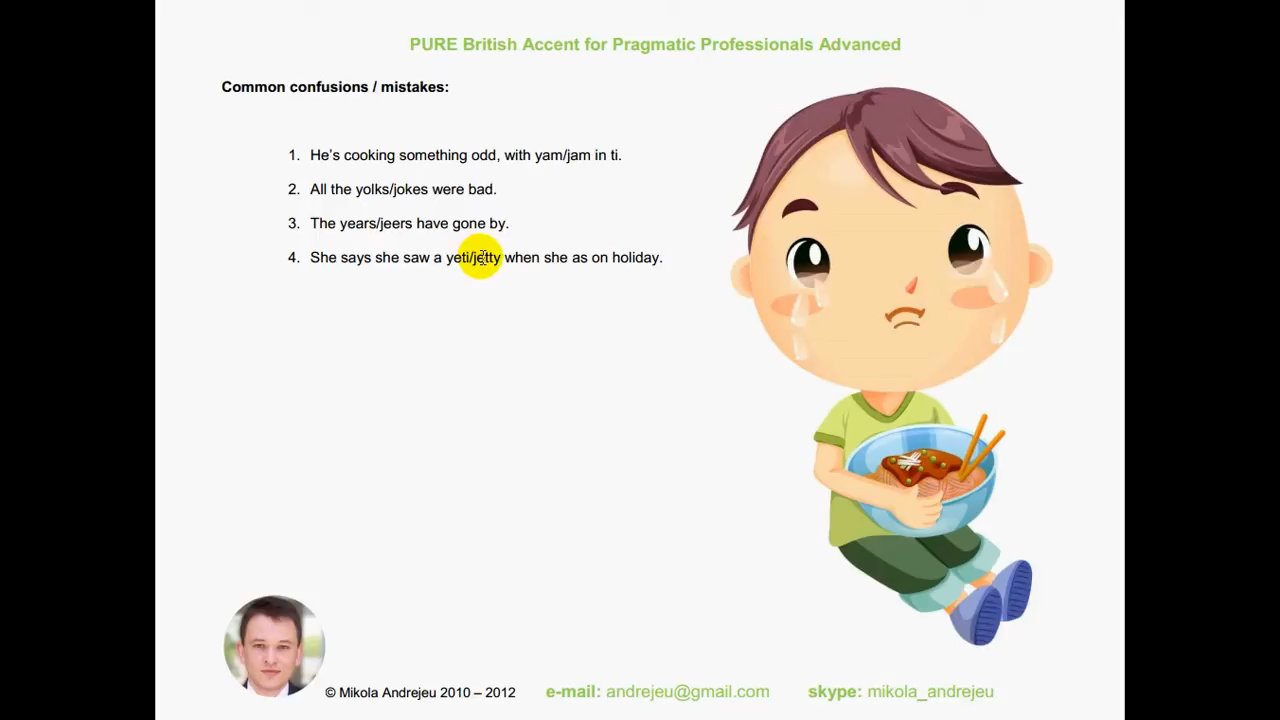 PURE British Accent for Pragmatic Professionals Advanced
Common confusions / mistakes:
1. He's cooking something odd, with yam/jam in ti.
2. All the yolks/jokes were bad.
3. The years/jeers have gone by.
4. She says she saw a yeti/jetty when she as on holiday.
© Mikola Andrejeu 2010 – 2012 e-mail: andrejeu@gmail.com skype: mikola_andrejeu